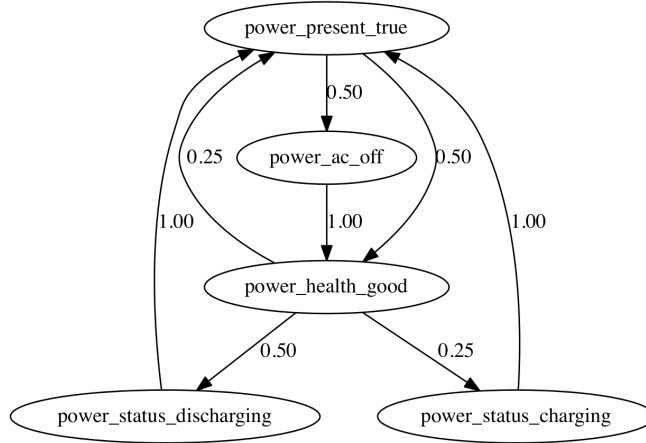 power_present_true
0.50
power_ac_off
0.25
0.50
1.00
1.00
1.00
power_health_good
0.50
0.25
power_status_discharging
power_status_charging